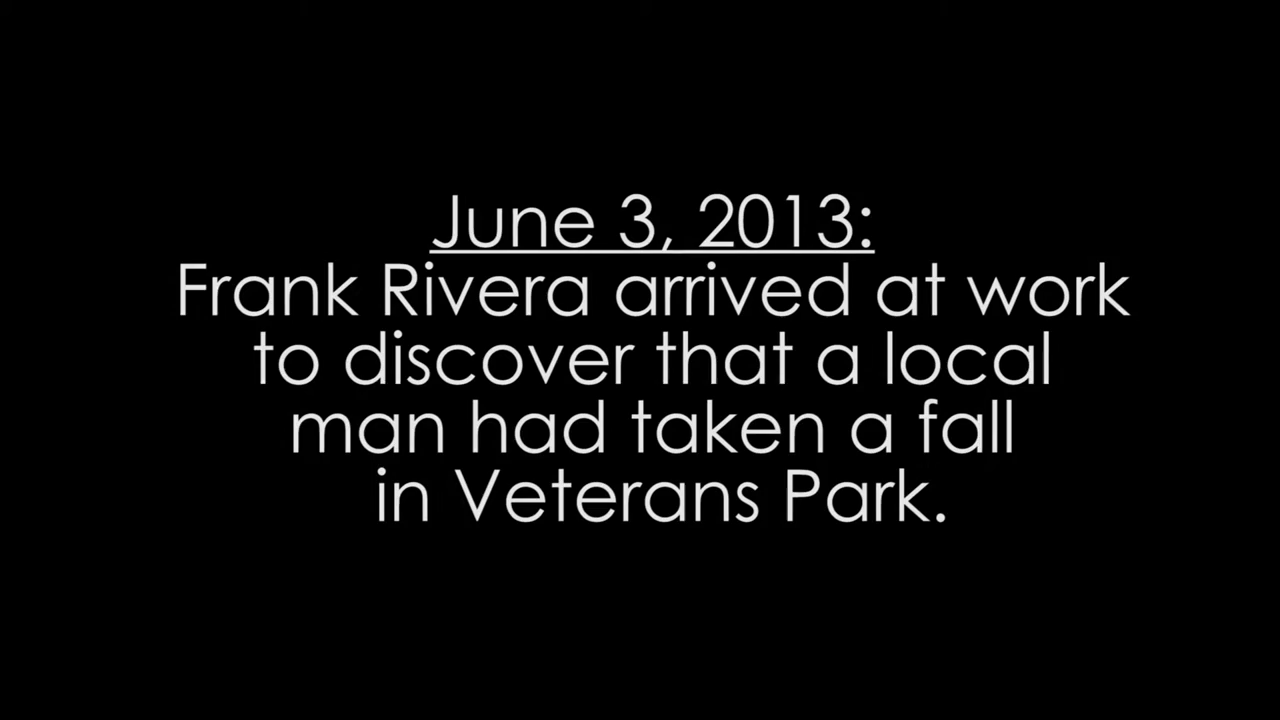 June 3, 2013:
Frank Rivera arrived at work
to discover that a local
man had taken a fall
in Veterans Park.